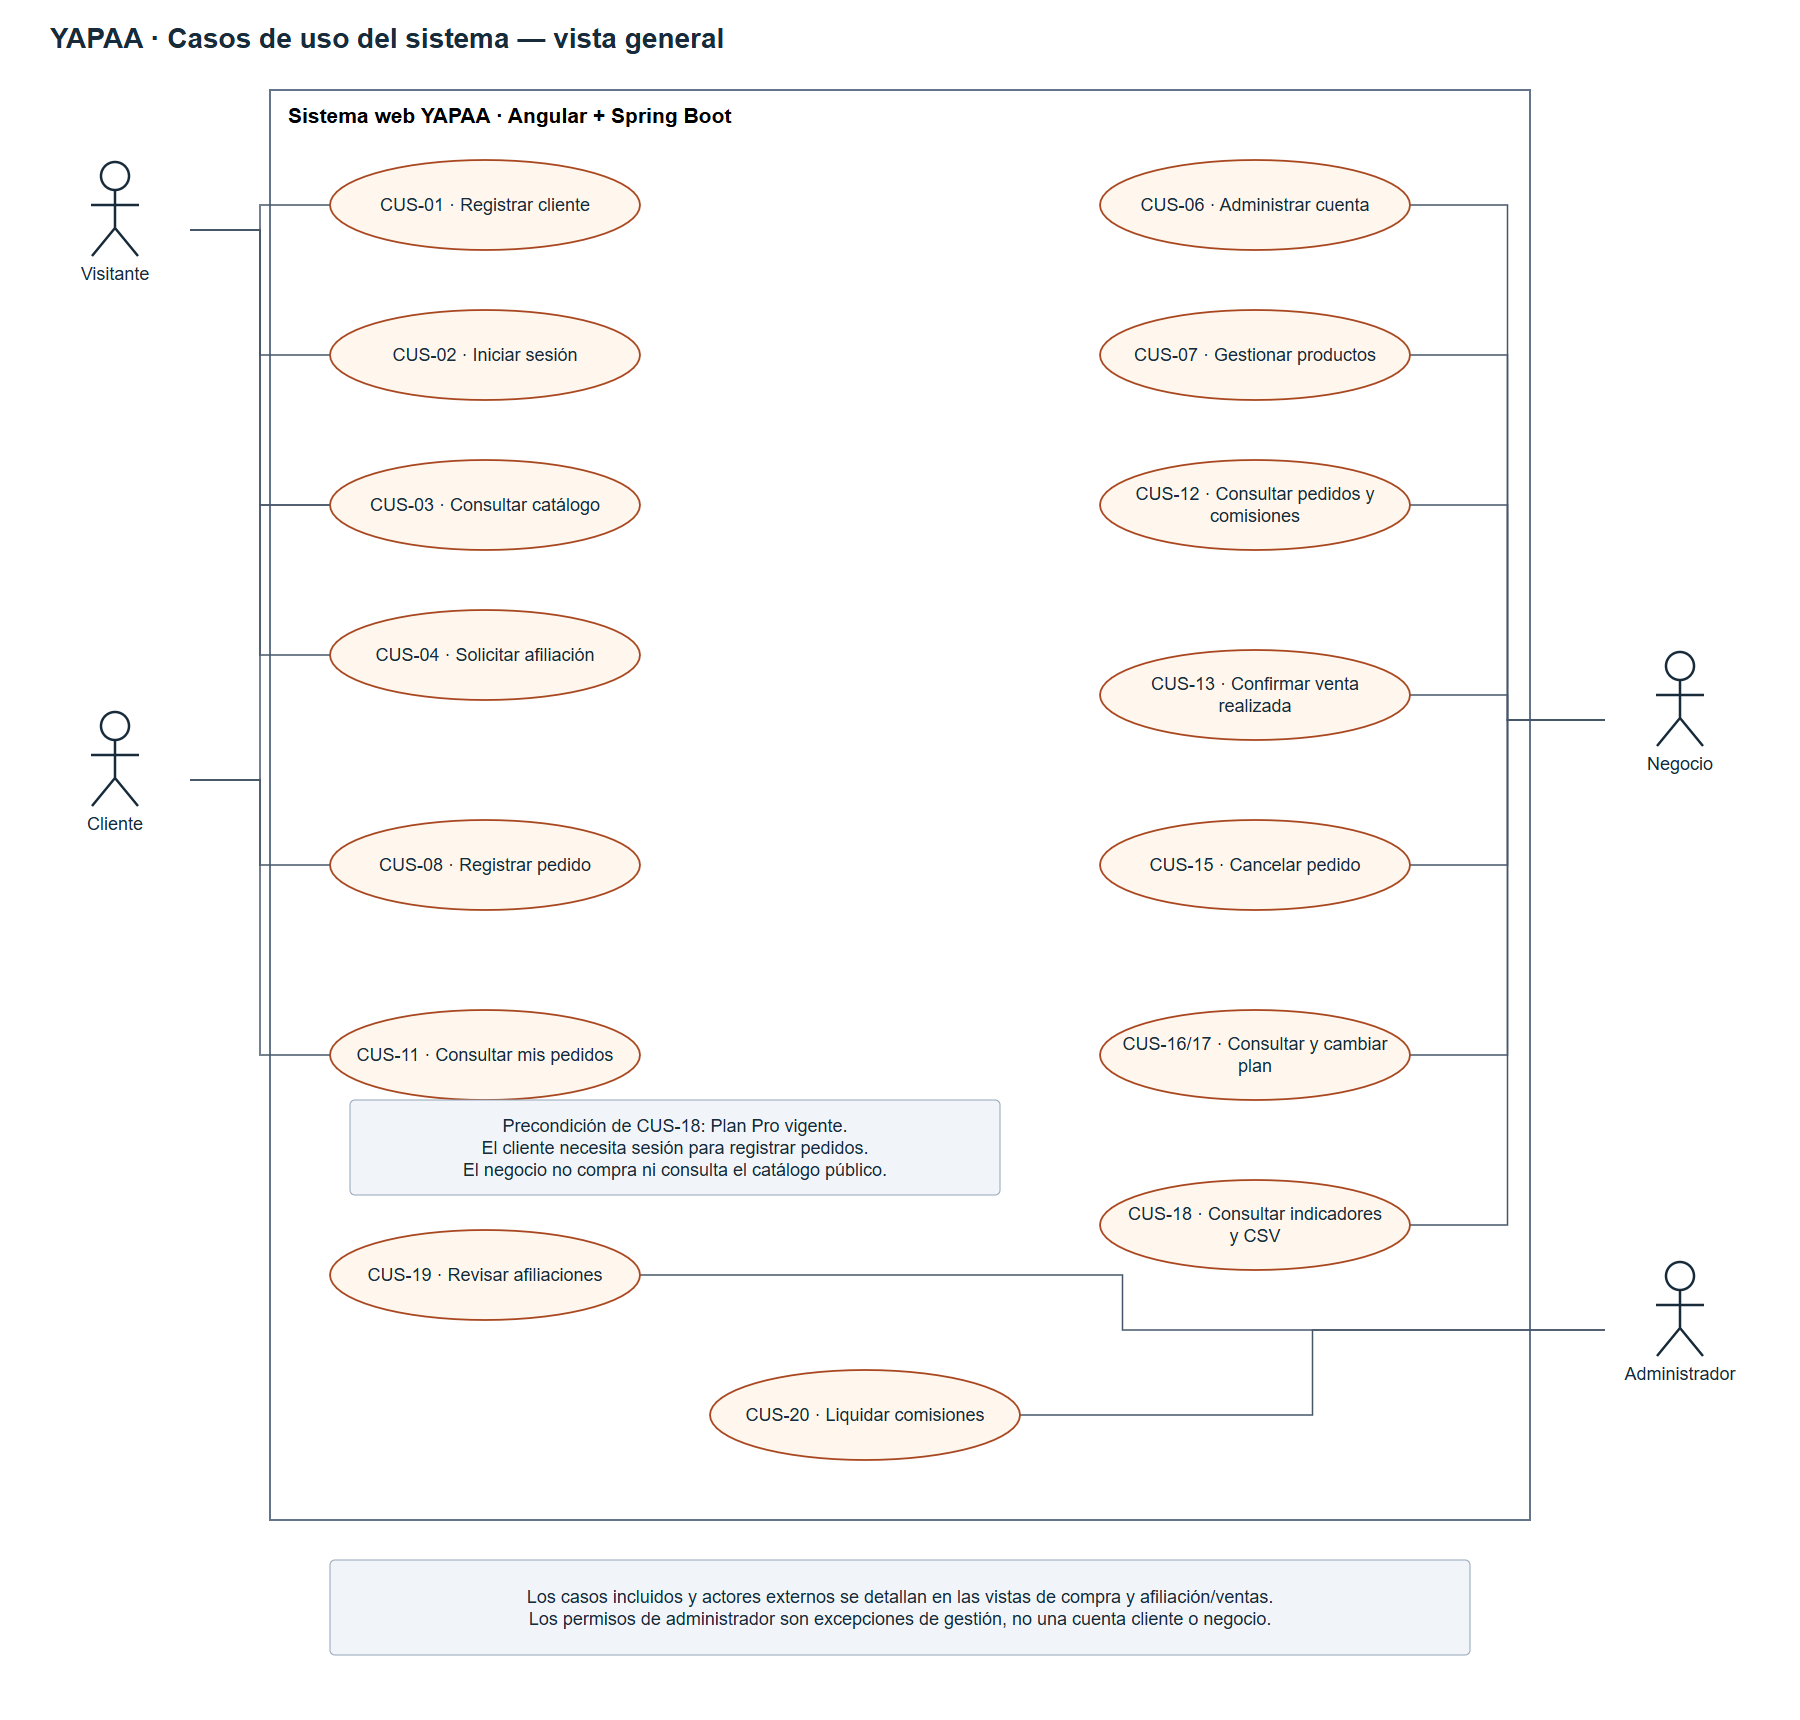 YAPAA · Casos de uso del sistema — vista general
Sistema web YAPAA · Angular + Spring Boot
Visitante
CUS-01 · Registrar cliente
CUS-06 · Administrar cuenta
CUS-02 · Iniciar sesión
CUS-07 · Gestionar productos
CUS-03 · Consultar catálogo
CUS-12 · Consultar pedidos y
comisiones
CUS-04 · Solicitar afiliación
CUS-13 · Confirmar venta
realizada
Negocio
Cliente
CUS-08 · Registrar pedido
CUS-15 · Cancelar pedido
CUS-11 · Consultar mis pedidos
CUS-16/17 · Consultar y cambiar
plan
Precondición de CUS-18: Plan Pro vigente.
El cliente necesita sesión para registrar pedidos.
El negocio no compra ni consulta el catálogo público.
CUS-18 · Consultar indicadores
y CSV
CUS-19 · Revisar afiliaciones
Administrador
CUS-20 · Liquidar comisiones
Los casos incluidos y actores externos se detallan en las vistas de compra y afiliación/ventas.
Los permisos de administrador son excepciones de gestión, no una cuenta cliente o negocio.